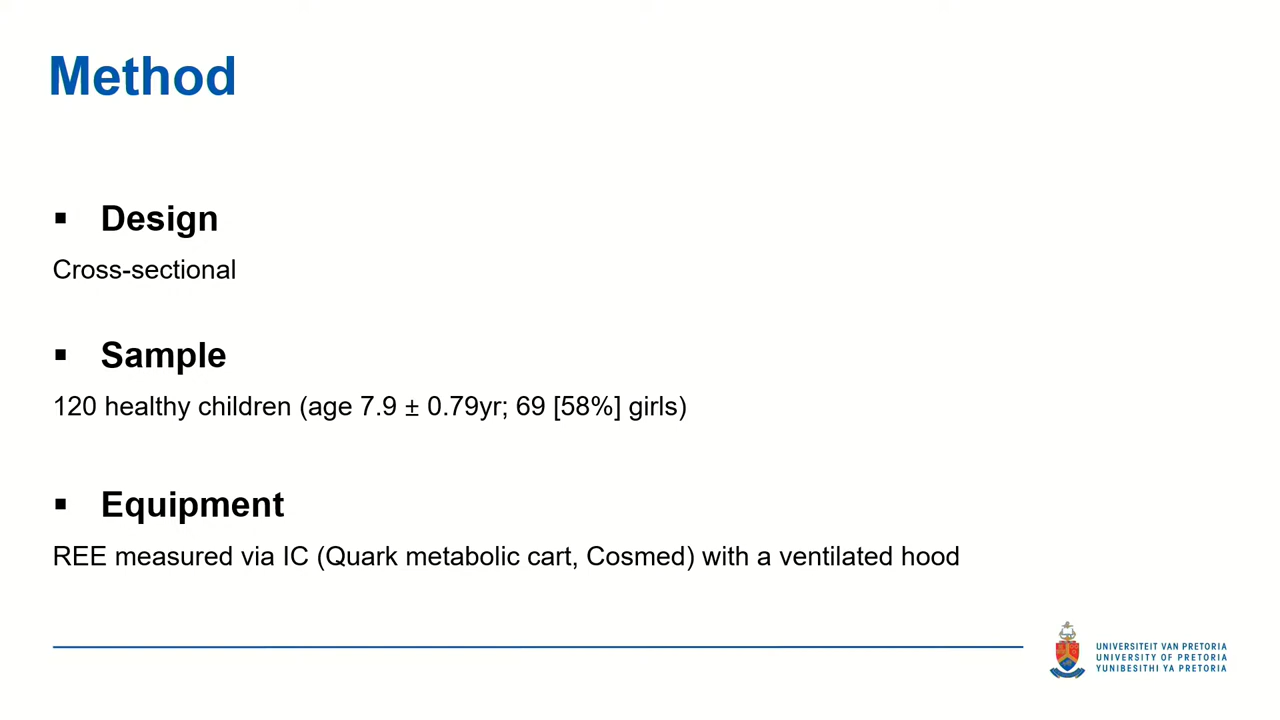 Method
▪ Design
Cross-sectional
▪ Sample
120 healthy children (age 7.9 ± 0.79yr; 69 [58%] girls)
▪ Equipment
REE measured via IC (Quark metabolic cart, Cosmed) with a ventilated hood
UNIVERSITEIT VAN PRETORIA
UNIVERSITY OF PRETORIA
YUNIBESITHI YA PRETORIA